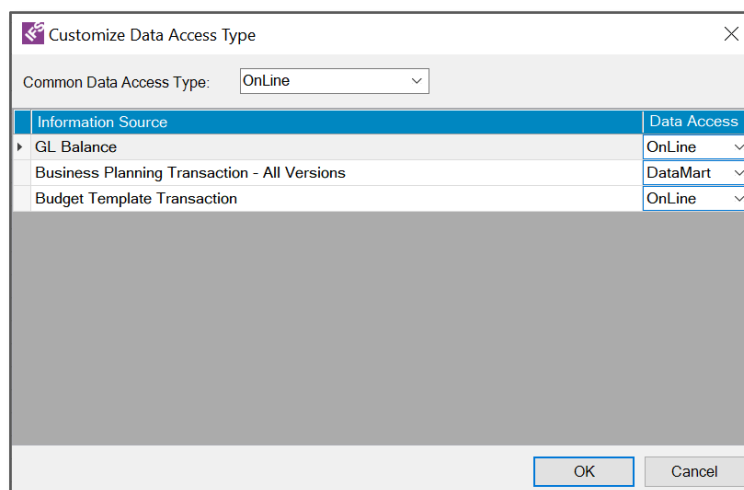 IFS Customize Data Access Type
Common Data Access Type: OnLine
Information Source Data Access
GL Balance OnLine
Business Planning Transaction - All Versions DataMart
Budget Template Transaction OnLine
OK Cancel